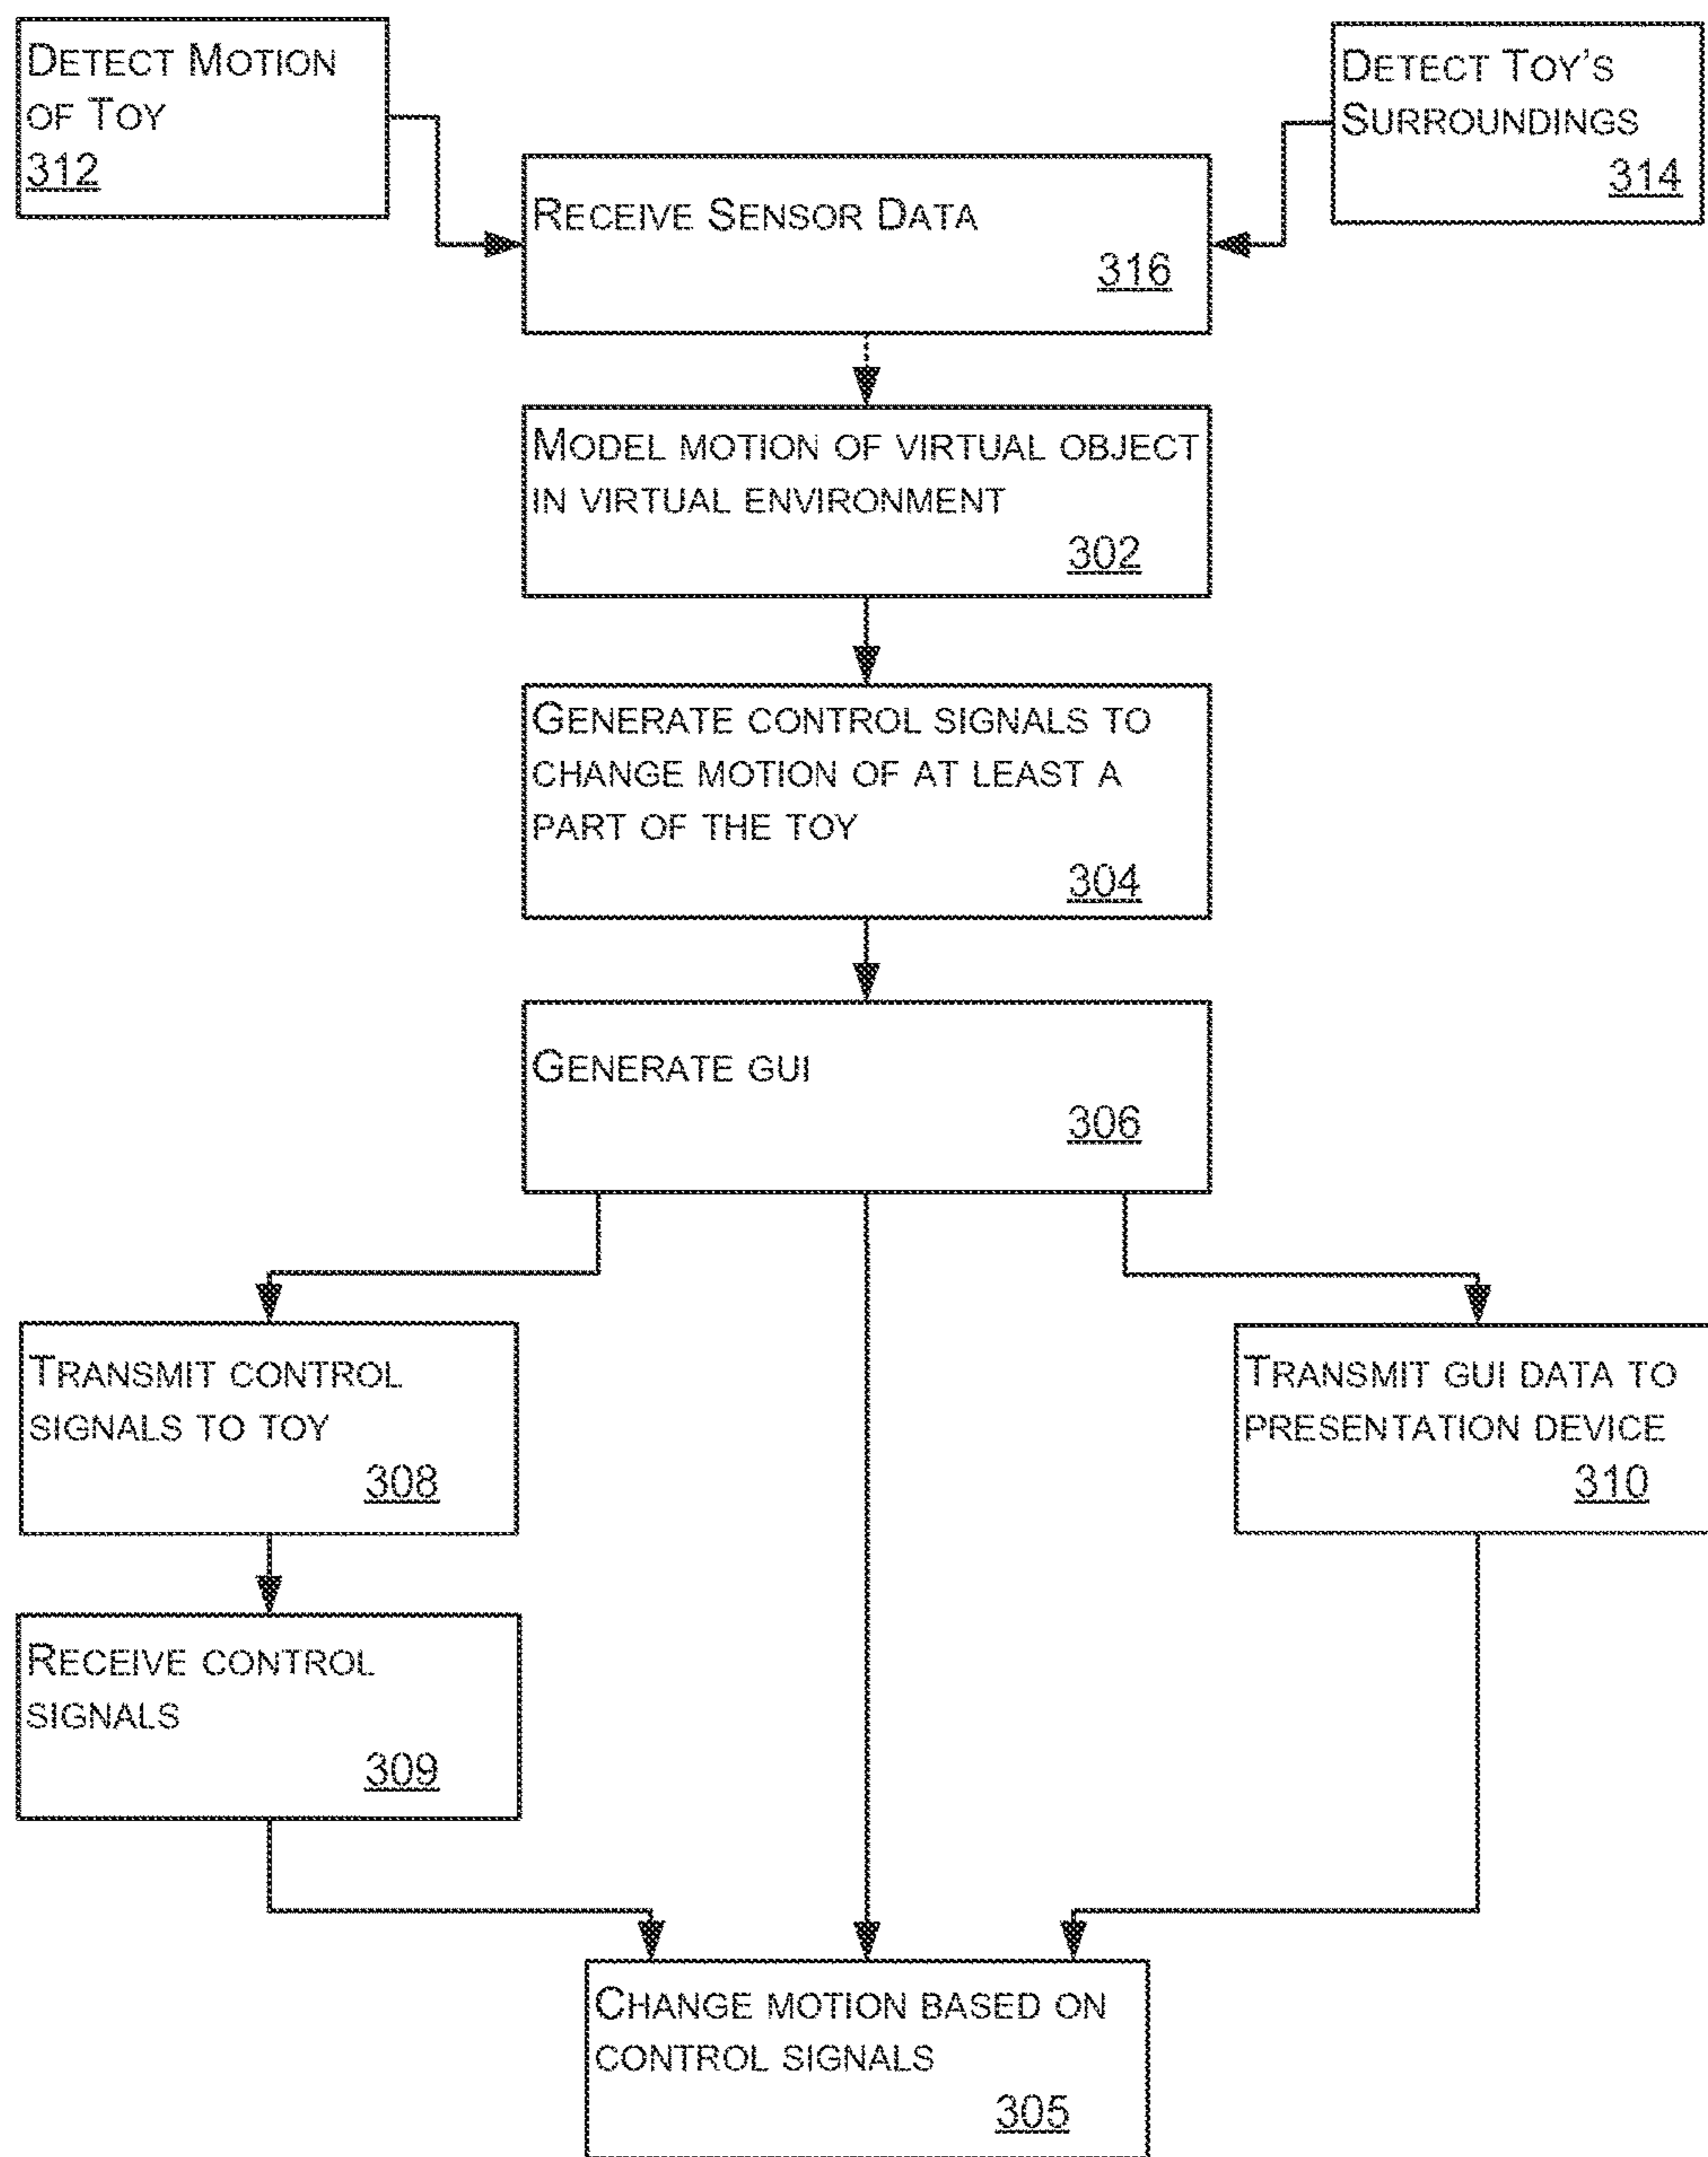 DETECT MOTION
OF TOY
312
DETECT TOY'S
SURROUNDINGS
314
RECEIVE SENSOR DATA
316
MODEL MOTION OF VIRTUAL OBJECT
IN VIRTUAL ENVIRONMENT
302
GENERATE CONTROL SIGNALS TO
CHANGE MOTION OF AT LEAST A
PART OF THE TOY
304
GENERATE GUI
306
TRANSMIT CONTROL
SIGNALS TO TOY
308
TRANSMIT GUI DATA TO
PRESENTATION DEVICE
310
RECEIVE CONTROL
SIGNALS
309
CHANGE MOTION BASED ON
CONTROL SIGNALS
305